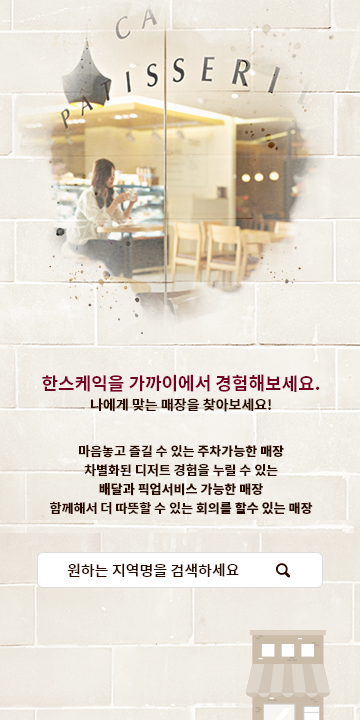 CA
PATISSERI
한스케익을 가까이에서 경험해보세요.
나에게 맞는 매장을 찾아보세요!
마음놓고 즐길 수 있는 주차가능한 매장
차별화된 디저트 경험을 누릴 수 있는
배달과 픽업서비스 가능한 매장
함께해서 더 따뜻할 수 있는 회의를 할수 있는 매장
원하는 지역명을 검색하세요